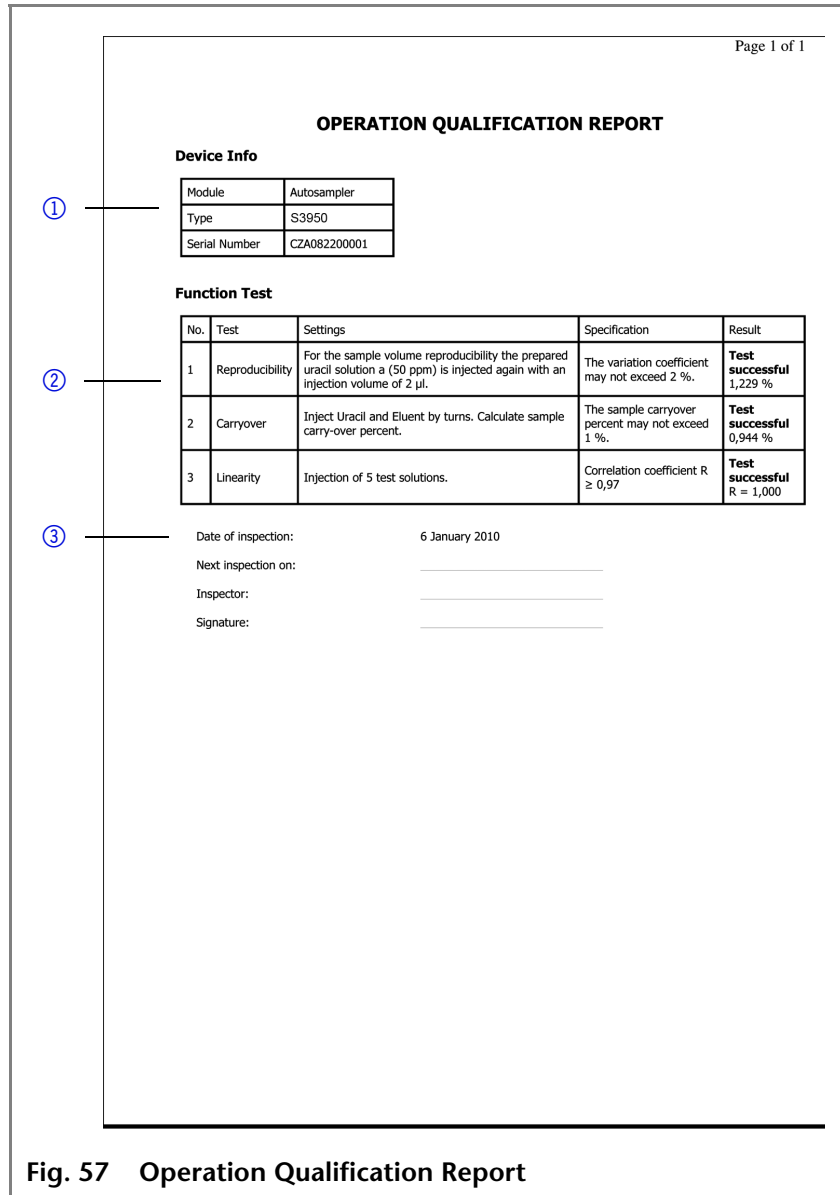 Page 1 of 1
OPERATION QUALIFICATION REPORT
Device Info
1
Module Autosampler
Type S3950
Serial Number CZA082200001
Function Test
2
No. Test Settings Specification Result
1 Reproducibility For the sample volume reproducibility the prepared uracil solution a (50 ppm) is injected again with an injection volume of 2 µl. The variation coefficient may not exceed 2 %. Test successful 1,229 %
2 Carryover Inject Uracil and Eluent by turns. Calculate sample carry-over percent. The sample carryover percent may not exceed 1 %. Test successful 0,944 %
3 Linearity Injection of 5 test solutions. Correlation coefficient R ≥ 0,97 Test successful R = 1,000
3
Date of inspection: 6 January 2010
Next inspection on:
Inspector:
Signature:
Fig. 57 Operation Qualification Report